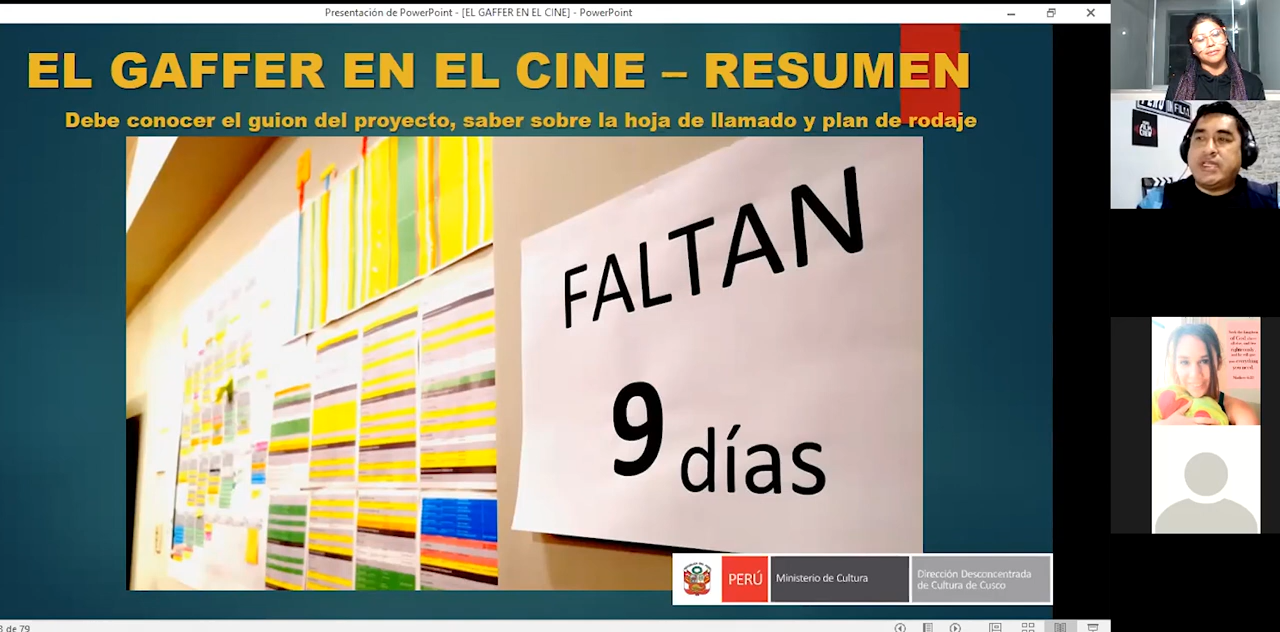 Presentación de PowerPoint - [EL GAFFER EN EL CINE] - PowerPoint
EL GAFFER EN EL CINE – RESUMEN
Debe conocer el guion del proyecto, saber sobre la hoja de llamado y plan de rodaje
FALTAN
9 días
PERÚ
Ministerio de Cultura
Dirección Desconcentrada
de Cultura de Cusco
de 79